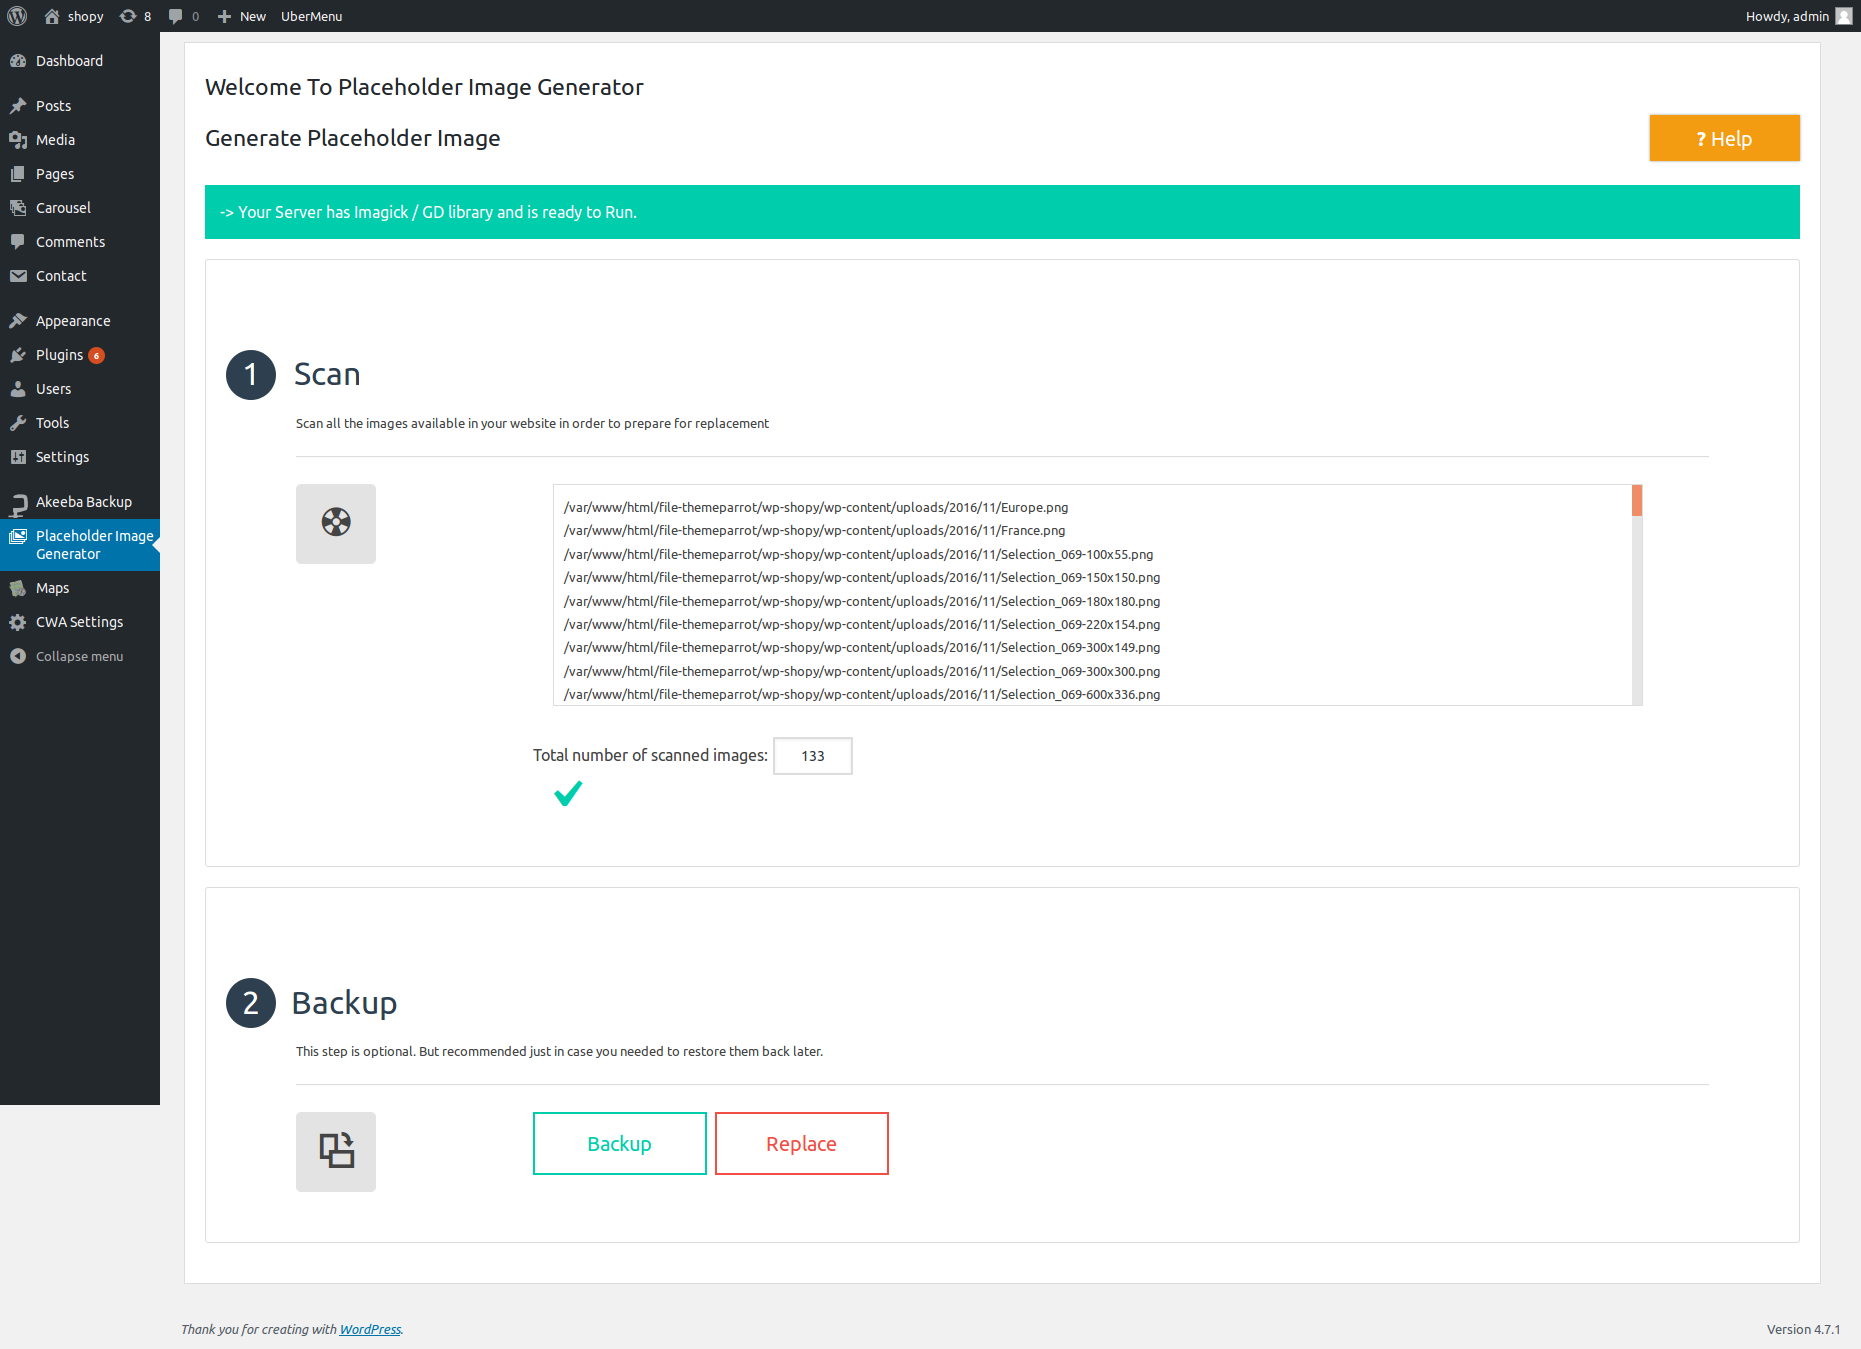 shopy 8 0 New UberMenu Howdy, admin
Dashboard
Posts
Media
Pages
Carousel
Comments
Contact
Appearance
Plugins 6
Users
Tools
Settings
Akeeba Backup
Placeholder Image
Generator
Maps
CWA Settings
Collapse menu
Welcome To Placeholder Image Generator
Generate Placeholder Image
? Help
-> Your Server has Imagick / GD library and is ready to Run.
1 Scan
Scan all the images available in your website in order to prepare for replacement
/var/www/html/file-themeparrot/wp-shopy/wp-content/uploads/2016/11/Europe.png
/var/www/html/file-themeparrot/wp-shopy/wp-content/uploads/2016/11/France.png
/var/www/html/file-themeparrot/wp-shopy/wp-content/uploads/2016/11/Selection_069-100x55.png
/var/www/html/file-themeparrot/wp-shopy/wp-content/uploads/2016/11/Selection_069-150x150.png
/var/www/html/file-themeparrot/wp-shopy/wp-content/uploads/2016/11/Selection_069-180x180.png
/var/www/html/file-themeparrot/wp-shopy/wp-content/uploads/2016/11/Selection_069-220x154.png
/var/www/html/file-themeparrot/wp-shopy/wp-content/uploads/2016/11/Selection_069-300x149.png
/var/www/html/file-themeparrot/wp-shopy/wp-content/uploads/2016/11/Selection_069-300x300.png
/var/www/html/file-themeparrot/wp-shopy/wp-content/uploads/2016/11/Selection_069-600x336.png
Total number of scanned images: 133
2 Backup
This step is optional. But recommended just in case you needed to restore them back later.
Backup Replace
Thank you for creating with WordPress. Version 4.7.1